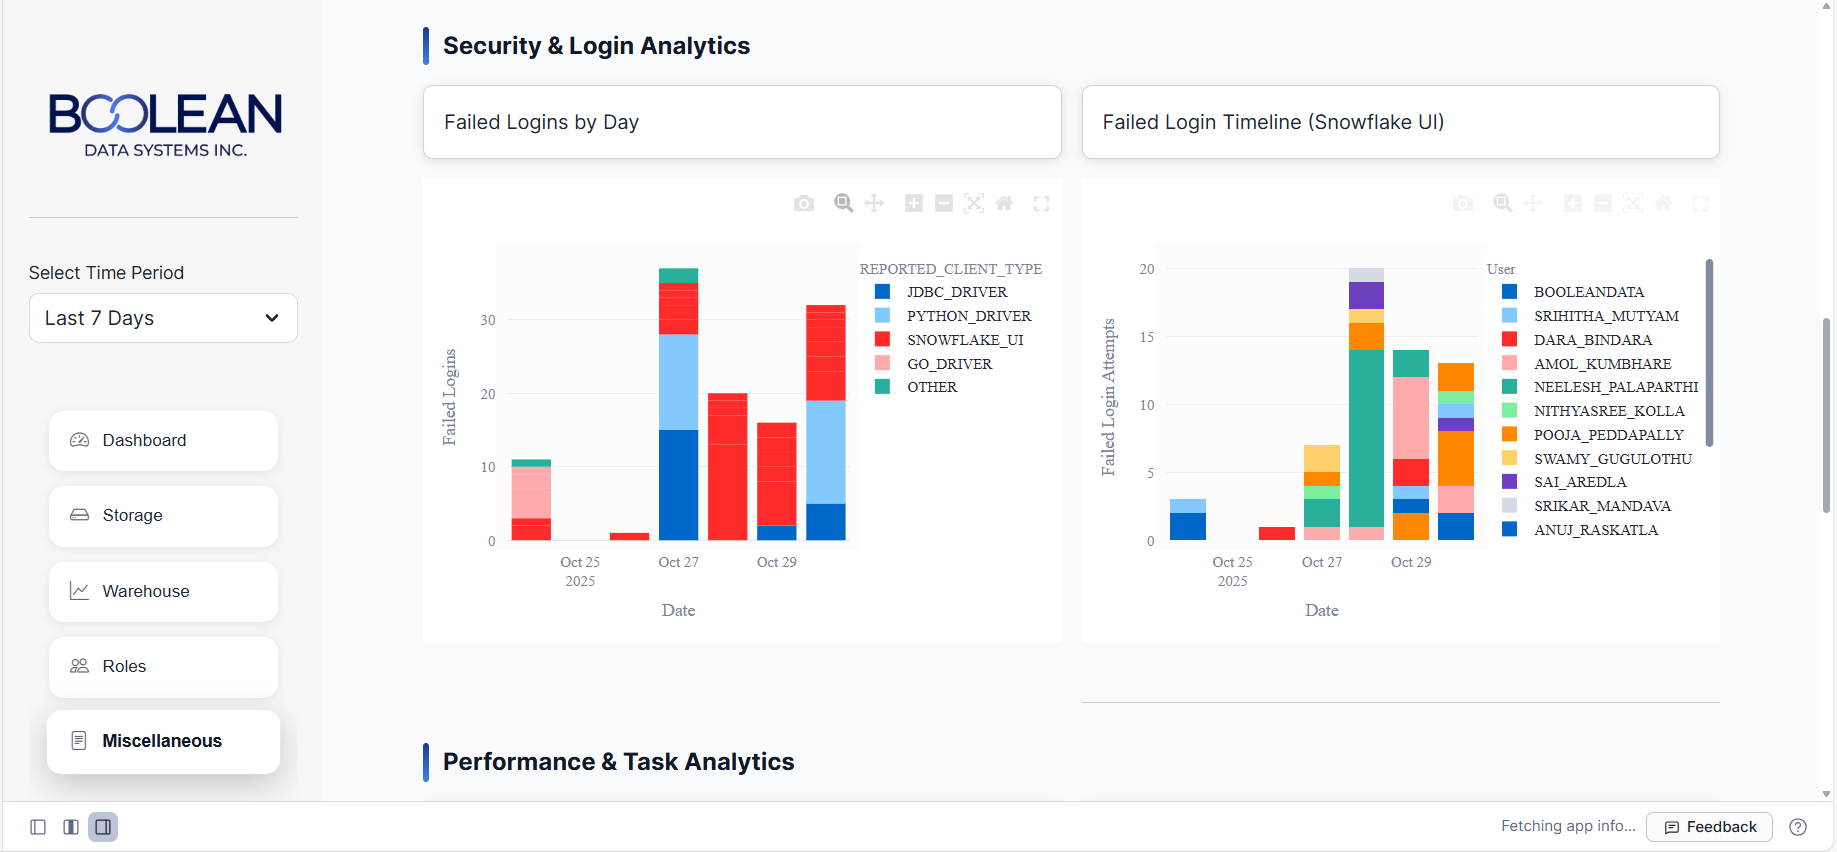 BOOLEAN
DATA SYSTEMS INC.
Select Time Period
Last 7 Days
Dashboard
Storage
Warehouse
Roles
Miscellaneous
Security & Login Analytics
Failed Logins by Day
Failed Logins
30
20
10
0
Oct 25
2025
Oct 27
Oct 29
Date
REPORTED_CLIENT_TYPE
JDBC_DRIVER
PYTHON_DRIVER
SNOWFLAKE_UI
GO_DRIVER
OTHER
Failed Login Timeline (Snowflake UI)
Failed Login Attempts
20
15
10
5
0
Oct 25
2025
Oct 27
Oct 29
Date
User
BOOLEANDATA
SRIHITHA_MUTYAM
DARA_BINDARA
AMOL_KUMBHARE
NEELESH_PALAPARTHI
NITHYASREE_KOLLA
POOJA_PEDDAPALLY
SWAMY_GUGULOTHU
SAI_AREDLA
SRIKAR_MANDAVA
ANUJ_RASKATLA
Performance & Task Analytics
Fetching app info...
Feedback